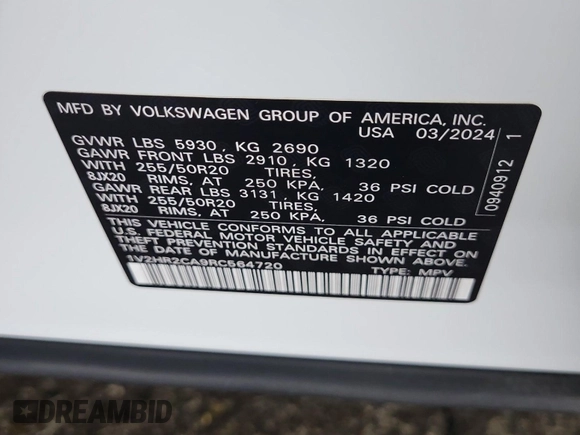 MFD BY VOLKSWAGEN GROUP OF AMERICA, INC.
USA 03/2024
GVWR LBS 5930 , KG 2690
GAWR FRONT LBS 2910 , KG 1320
WITH 255/50R20 TIRES,
8JX20 RIMS, AT 250 KPA, 36 PSI COLD
GAWR REAR LBS 3131 , KG 1420
WITH 255/50R20 TIRES,
8JX20 RIMS, AT 250 KPA, 36 PSI COLD
THIS VEHICLE CONFORMS TO ALL APPLICABLE
U.S. FEDERAL MOTOR VEHICLE SAFETY AND
THEFT PREVENTION STANDARDS IN EFFECT ON
THE DATE OF MANUFACTURE SHOWN ABOVE.
1V2HR2CA9RC564720
TYPE: MPV
0940912 1
DREAMBID